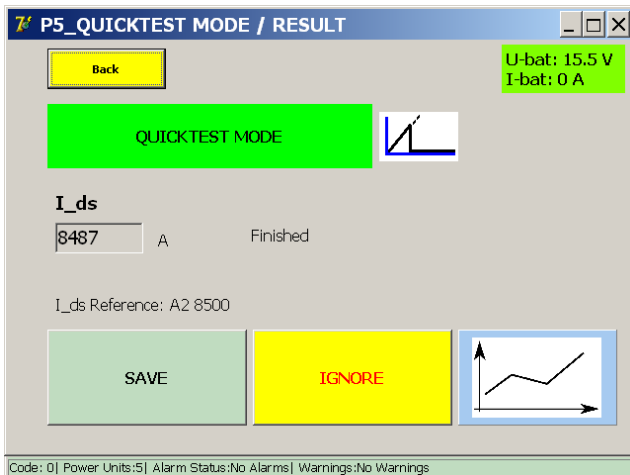 P5_QUICKTEST MODE / RESULT
Back
U-bat: 15.5 V
I-bat: 0 A
QUICKTEST MODE
I_ds
8487 A Finished
I_ds Reference: A2 8500
SAVE IGNORE
Code: 0| Power Units:5| Alarm Status:No Alarms| Warnings:No Warnings